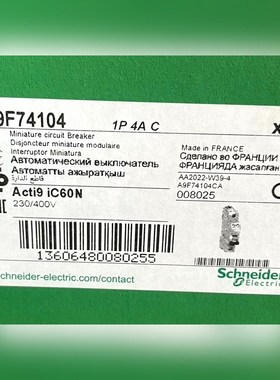 9F74104
1P 4A C
Miniature circuit Breaker
Disjoncteur miniature modulaire
Interruptor Miniatura
قاطع الدارة
Автоматический выключатель
Автоматты ажыратқыш
Acti9 iC60N
230/400V
Made in FRANCE
Сделано во ФРАНЦИИ
ФРАНЦИЯДА жасалған
AA2022-W39-4
A9F74104CA
008025
schneider-electric.com/contact
Schneider
Electric
13606480080255